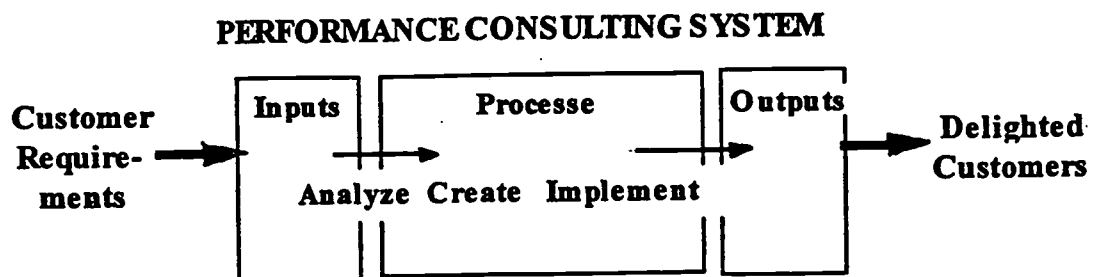 PERFORMANCE CONSULTING SYSTEM
Customer
Require-
ments
Inputs
Processe
Outputs
Analyze Create Implement
Delighted
Customers